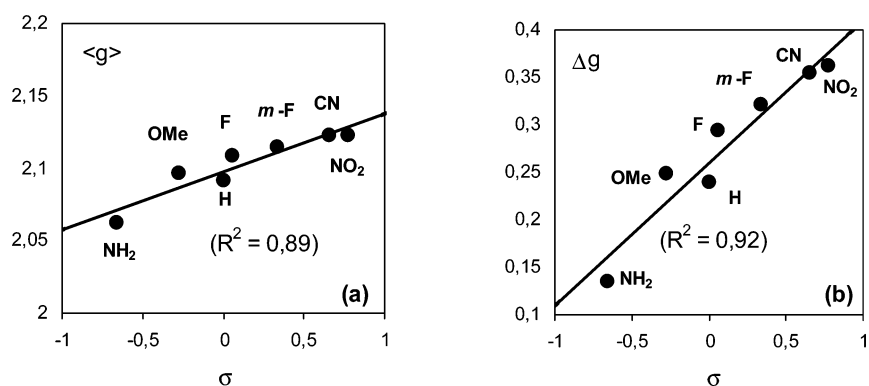 2,2
<g>
2,15
OMe
F
m-F
CN
2,1
H
NO₂
2,05
NH₂
(R² = 0,89)
(a)
2
-1
-0,5
0
0,5
1
σ
0,4
Δg
CN
0,35
m-F
NO₂
0,3
F
0,25
OMe
H
0,2
(R² = 0,92)
0,15
NH₂
(b)
0,1
-1
-0,5
0
0,5
1
σ